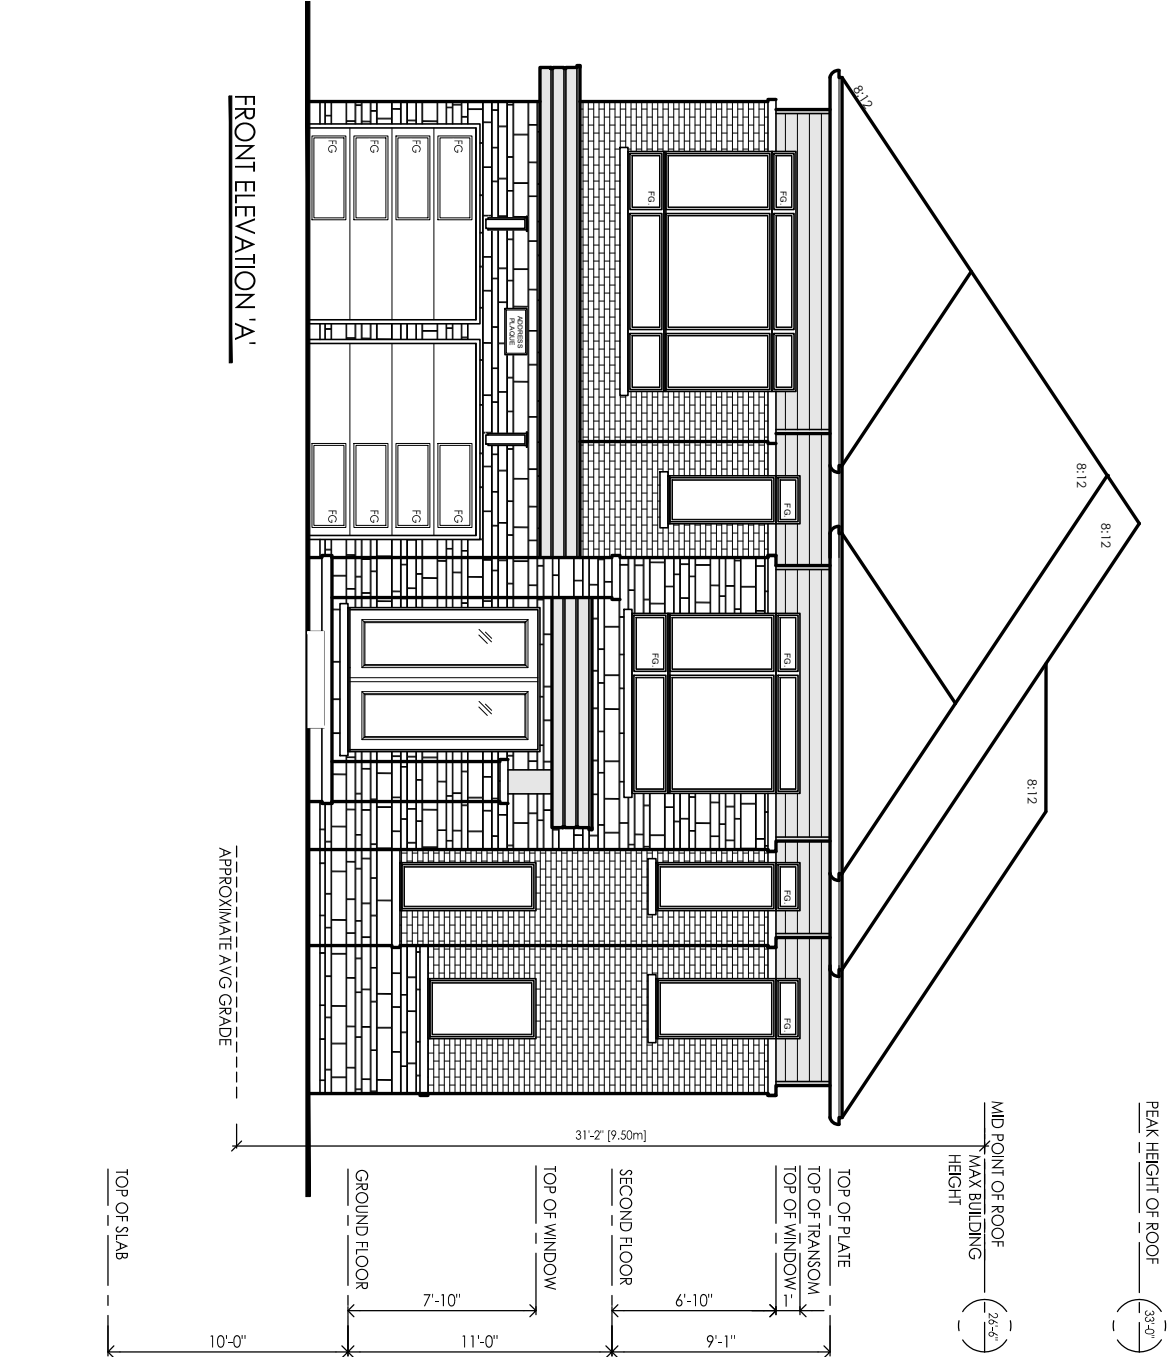 FRONT ELEVATION 'A'
8:12
8:12
8:12
8:12
FG.
FG.
FG.
FG.
FG.
FG.
FG.
FG
FG
FG
FG
FG
FG
FG
FG
ADDRESS
PLAQUE
APPROXIMATE AVG GRADE
31'-2" [9.50m]
PEAK HEIGHT OF ROOF
33'-0"
MID POINT OF ROOF
MAX BUILDING
HEIGHT
26'-6"
TOP OF PLATE
TOP OF TRANSOM
TOP OF WINDOW
1'
6'-10"
9'-1"
SECOND FLOOR
TOP OF WINDOW
7'-10"
11'-0"
GROUND FLOOR
10'-0"
TOP OF SLAB